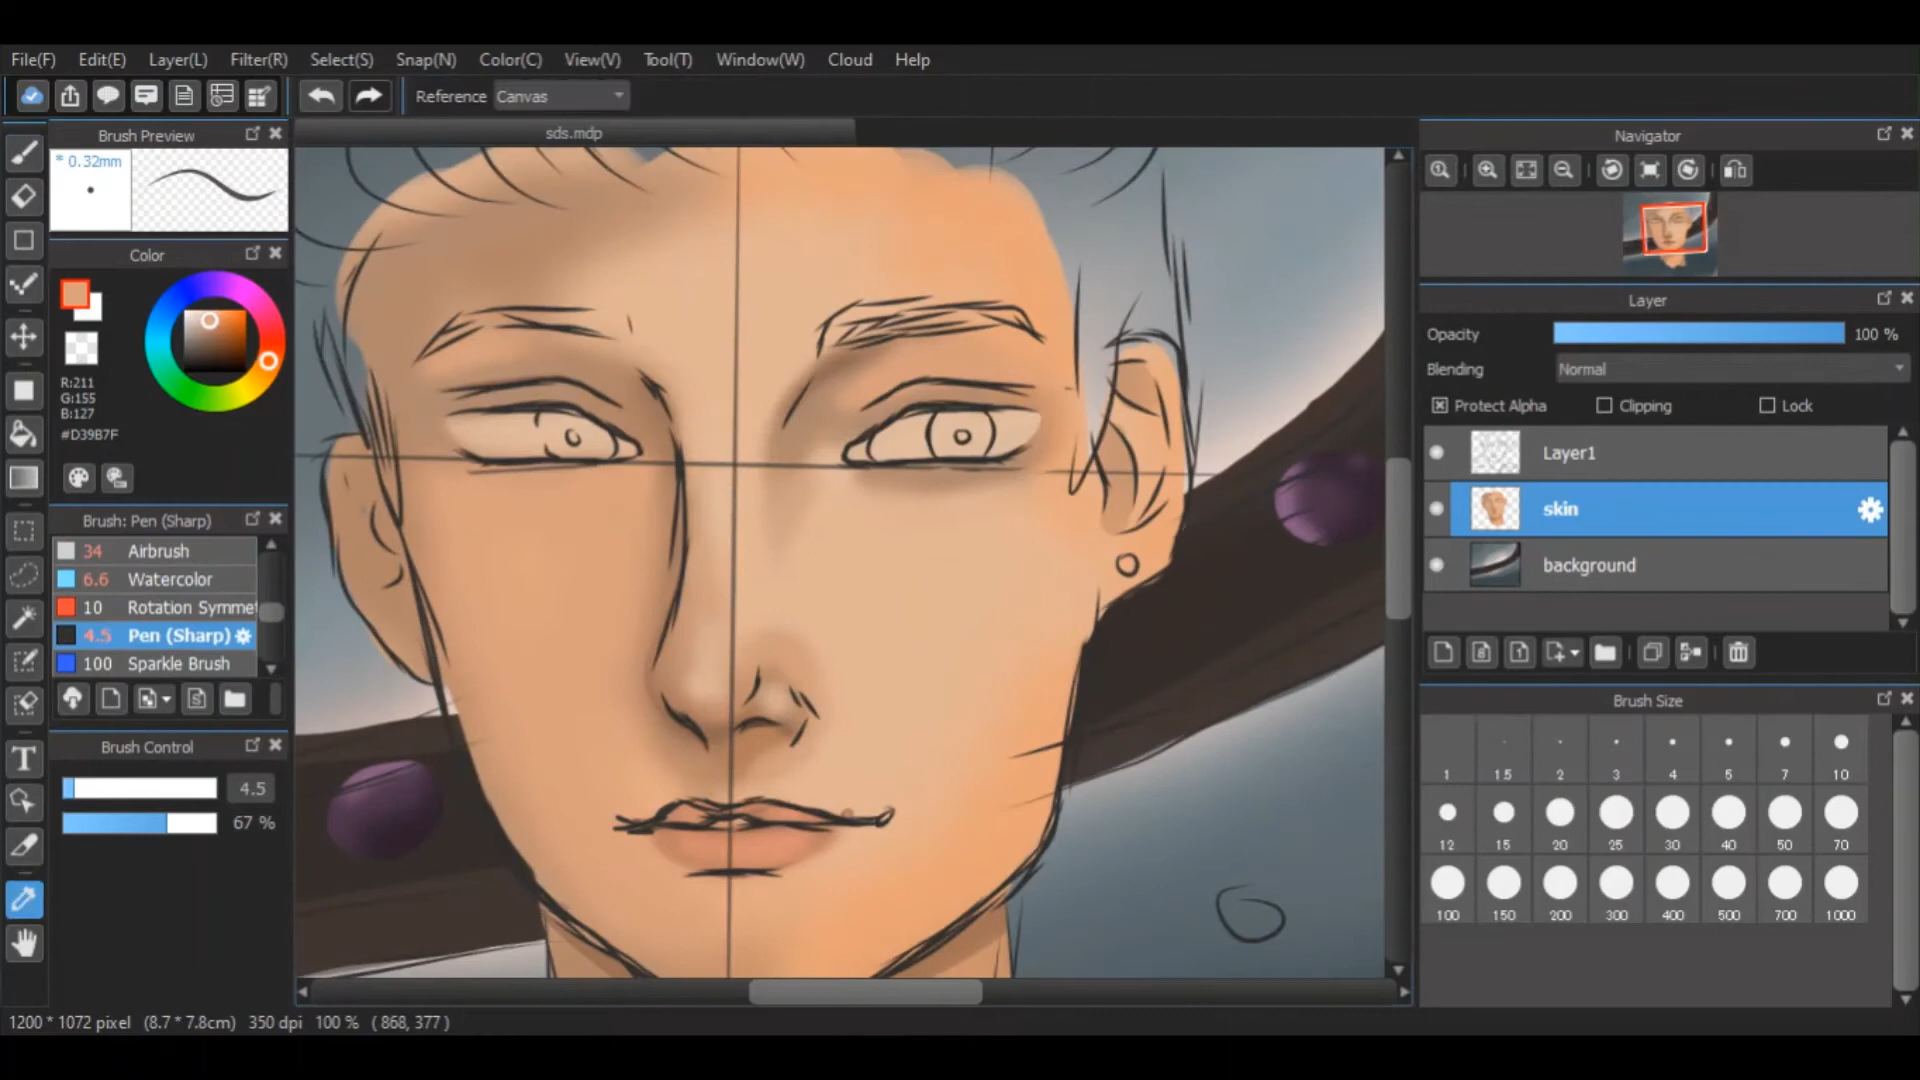 File(F) Edit(E) Layer(L) Filter(R) Select(S) Snap(N) Color(C) View(V) Tool(T) Window(W) Cloud Help
Reference Canvas
Brush Preview
* 0.32mm
sds.mdp
Navigator
Color
R:211
G:155
B:127
#D39B7F
Layer
Opacity 100 %
Blending Normal
Protect Alpha Clipping Lock
Layer1
skin
background
Brush: Pen (Sharp)
34 Airbrush
6.6 Watercolor
10 Rotation Symme
4.5 Pen (Sharp)
100 Sparkle Brush
Brush Control
4.5
67 %
Brush Size
1 1.5 2 3 4 5 7 10
12 15 20 25 30 40 50 70
100 150 200 300 400 500 700 1000
1200 * 1072 pixel (8.7 * 7.8cm) 350 dpi 100 % ( 868, 377 )